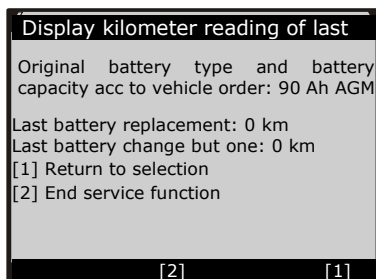 Display kilometer reading of last
Original battery type and battery
capacity acc to vehicle order: 90 Ah AGM
Last battery replacement: 0 km
Last battery change but one: 0 km
[1] Return to selection
[2] End service function
[2] [1]